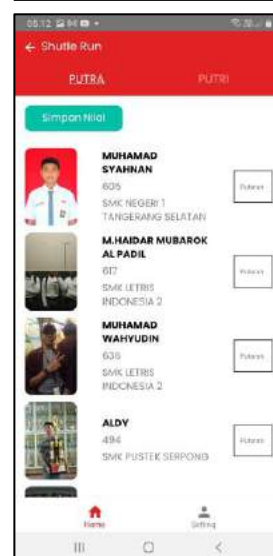 05:12
Shuttle Run
PUTRA PUTRI
Simpan Nilai
MUHAMAD
SYAHNAN
605
SMK NEGERI 1
TANGERANG SELATAN
Putaran
M.HAIDAR MUBAROK
AL PADIL
617
SMK LETRIS
INDONESIA 2
Putaran
MUHAMAD
WAHYUDIN
636
SMK LETRIS
INDONESIA 2
Putaran
ALDY
494
SMK PUSTEK SERPONG
Putaran
Home Setting